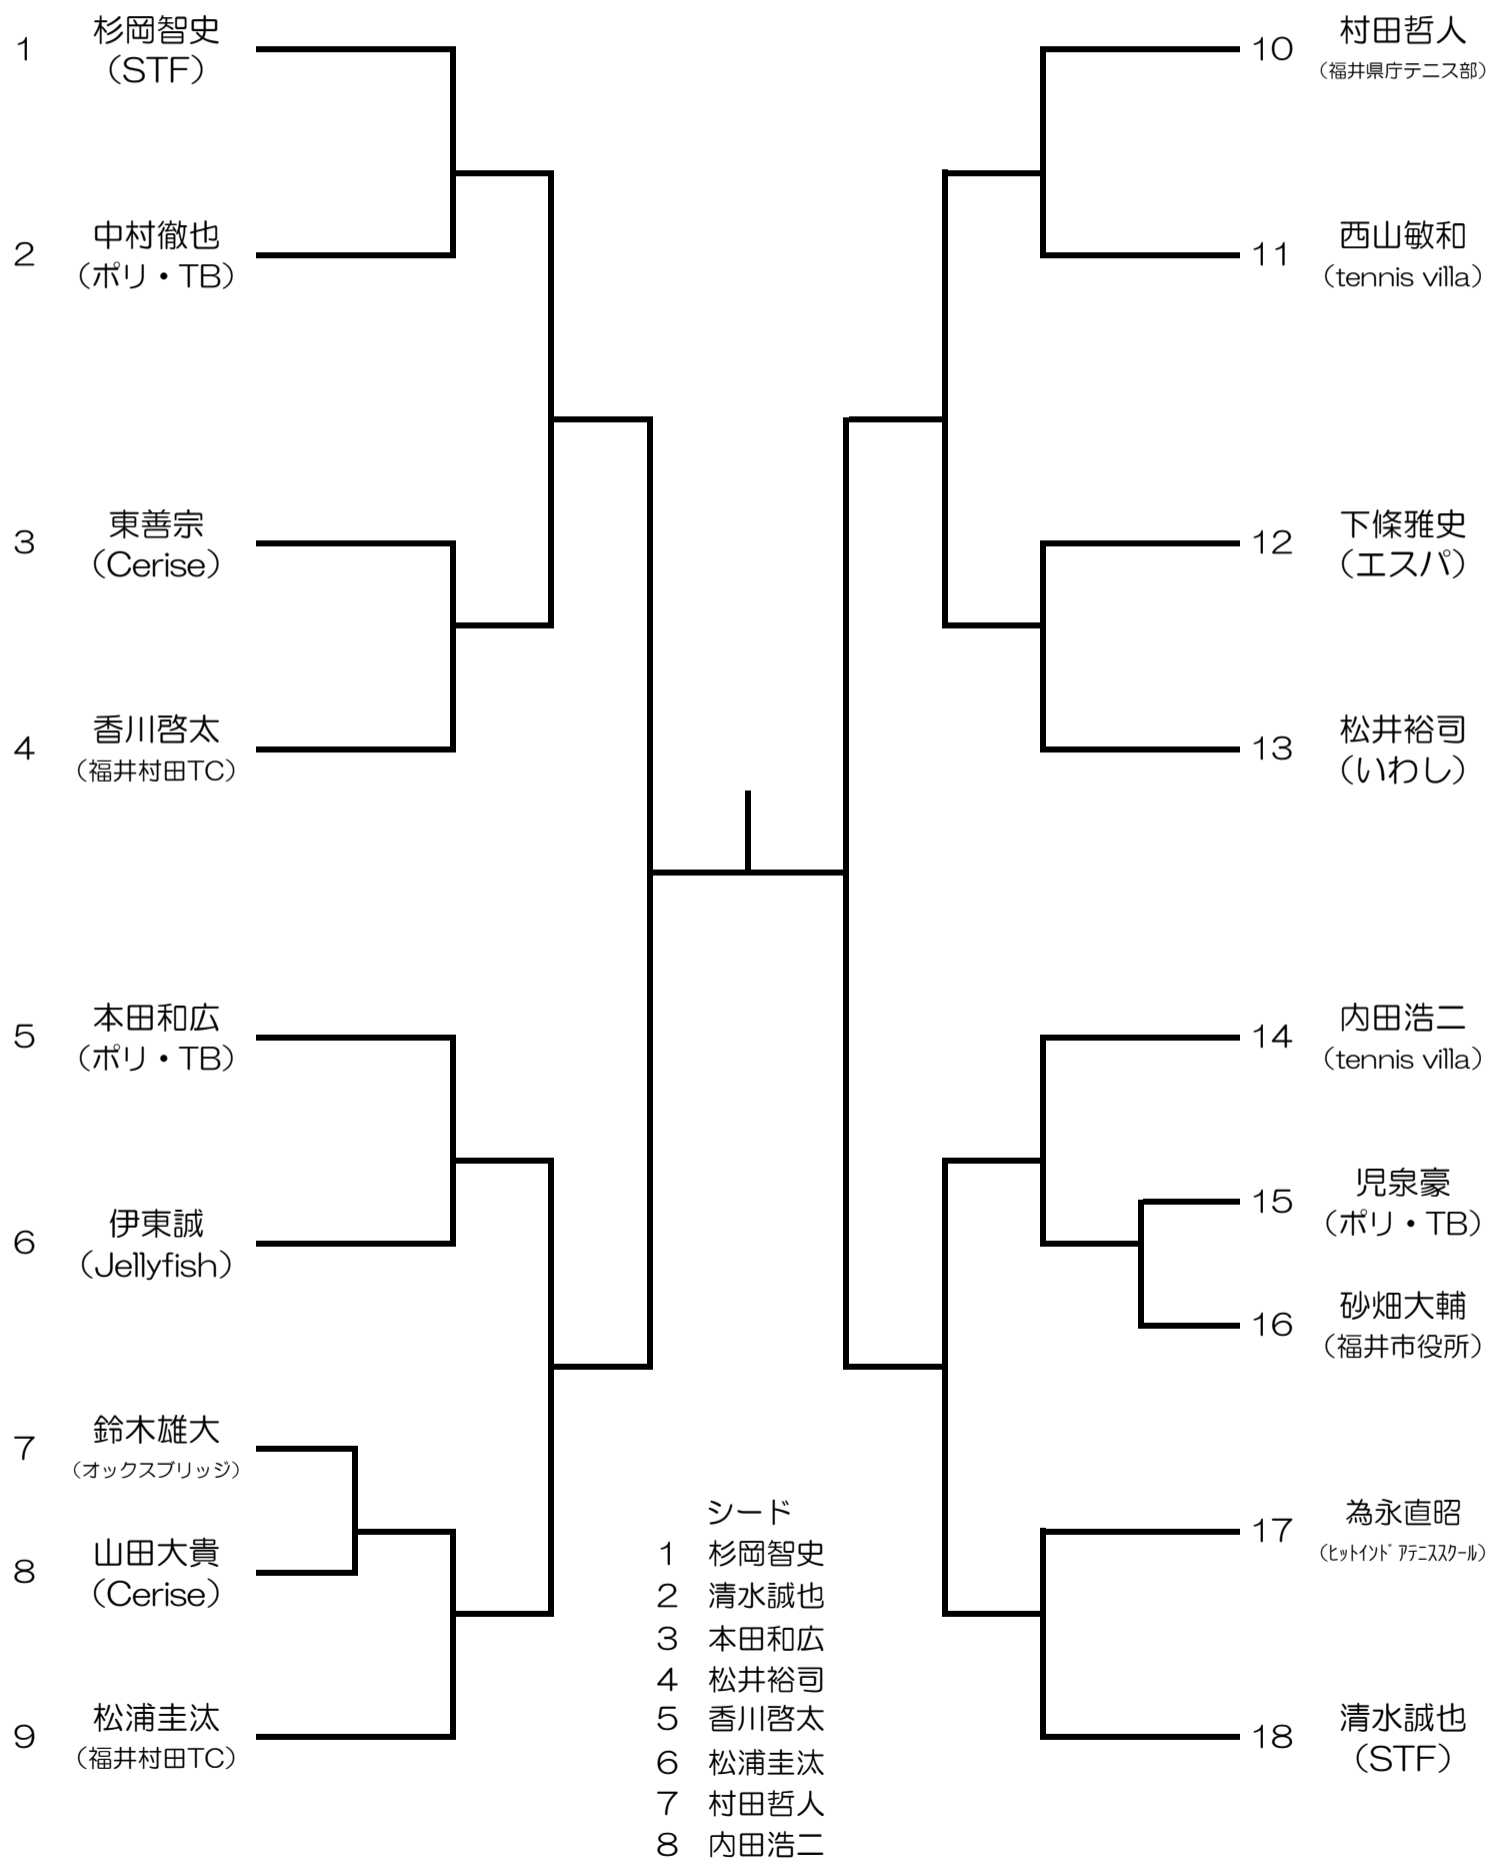 1 杉岡智史
(STF)
2 中村徹也
(ポリ・TB)
3 東善宗
(Cerise)
4 香川啓太
(福井村田TC)
5 本田和広
(ポリ・TB)
6 伊東誠
(Jellyfish)
7 鈴木雄大
(オックスブリッジ)
8 山田大貴
(Cerise)
9 松浦圭汰
(福井村田TC)
10 村田哲人
(福井県庁テニス部)
11 西山敏和
(tennis villa)
12 下條雅史
(エスパ)
13 松井裕司
(いわし)
14 内田浩二
(tennis villa)
15 児泉豪
(ポリ・TB)
16 砂畑大輔
(福井市役所)
17 為永直昭
(ﾋｯﾄｲﾝﾄﾞｱﾃﾆｽｽｸｰﾙ)
18 清水誠也
(STF)
シード
1 杉岡智史
2 清水誠也
3 本田和広
4 松井裕司
5 香川啓太
6 松浦圭汰
7 村田哲人
8 内田浩二